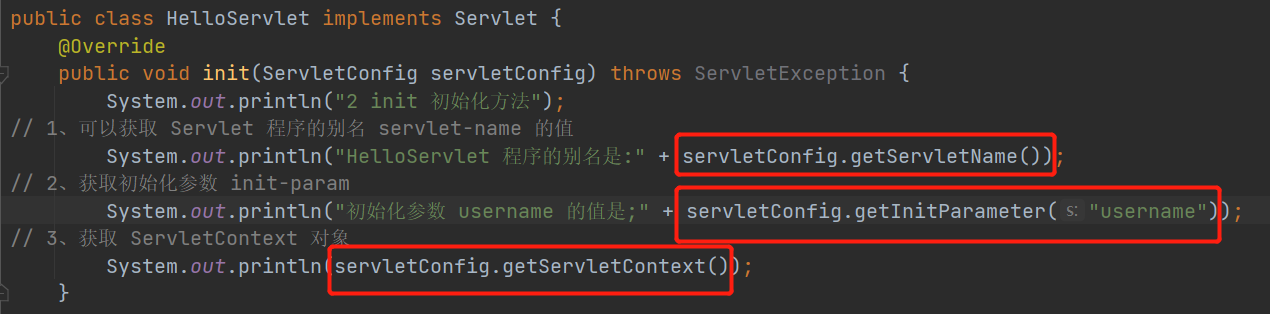 public class HelloServlet implements Servlet {
    @Override
    public void init(ServletConfig servletConfig) throws ServletException {
        System.out.println("2 init 初始化方法");
// 1、可以获取 Servlet 程序的别名 servlet-name 的值
        System.out.println("HelloServlet 程序的别名是:" + servletConfig.getServletName());
// 2、获取初始化参数 init-param
        System.out.println("初始化参数 username 的值是;" + servletConfig.getInitParameter( s: "username"));
// 3、获取 ServletContext 对象
        System.out.println(servletConfig.getServletContext());
    }